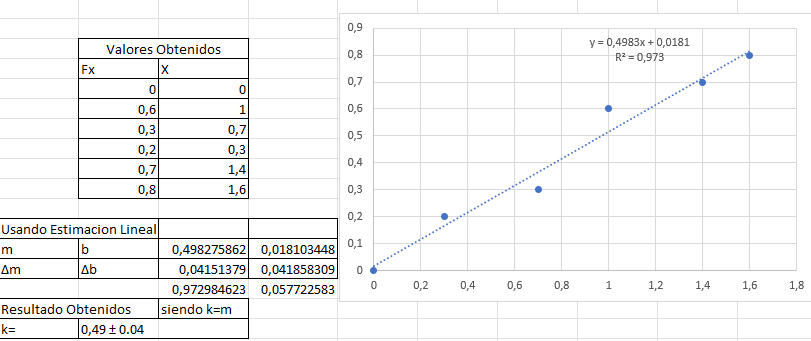 Valores Obtenidos
Fx X
0 0
0,6 1
0,3 0,7
0,2 0,3
0,7 1,4
0,8 1,6
Usando Estimacion Lineal
m b 0,498275862 0,018103448
Δm Δb 0,04151379 0,041858309
0,972984623 0,057722583
Resultado Obtenidos siendo k=m
k= 0,49 ± 0.04
y = 0,4983x + 0,0181
R² = 0,973
0,9
0,8
0,7
0,6
0,5
0,4
0,3
0,2
0,1
0
0 0,2 0,4 0,6 0,8 1 1,2 1,4 1,6 1,8